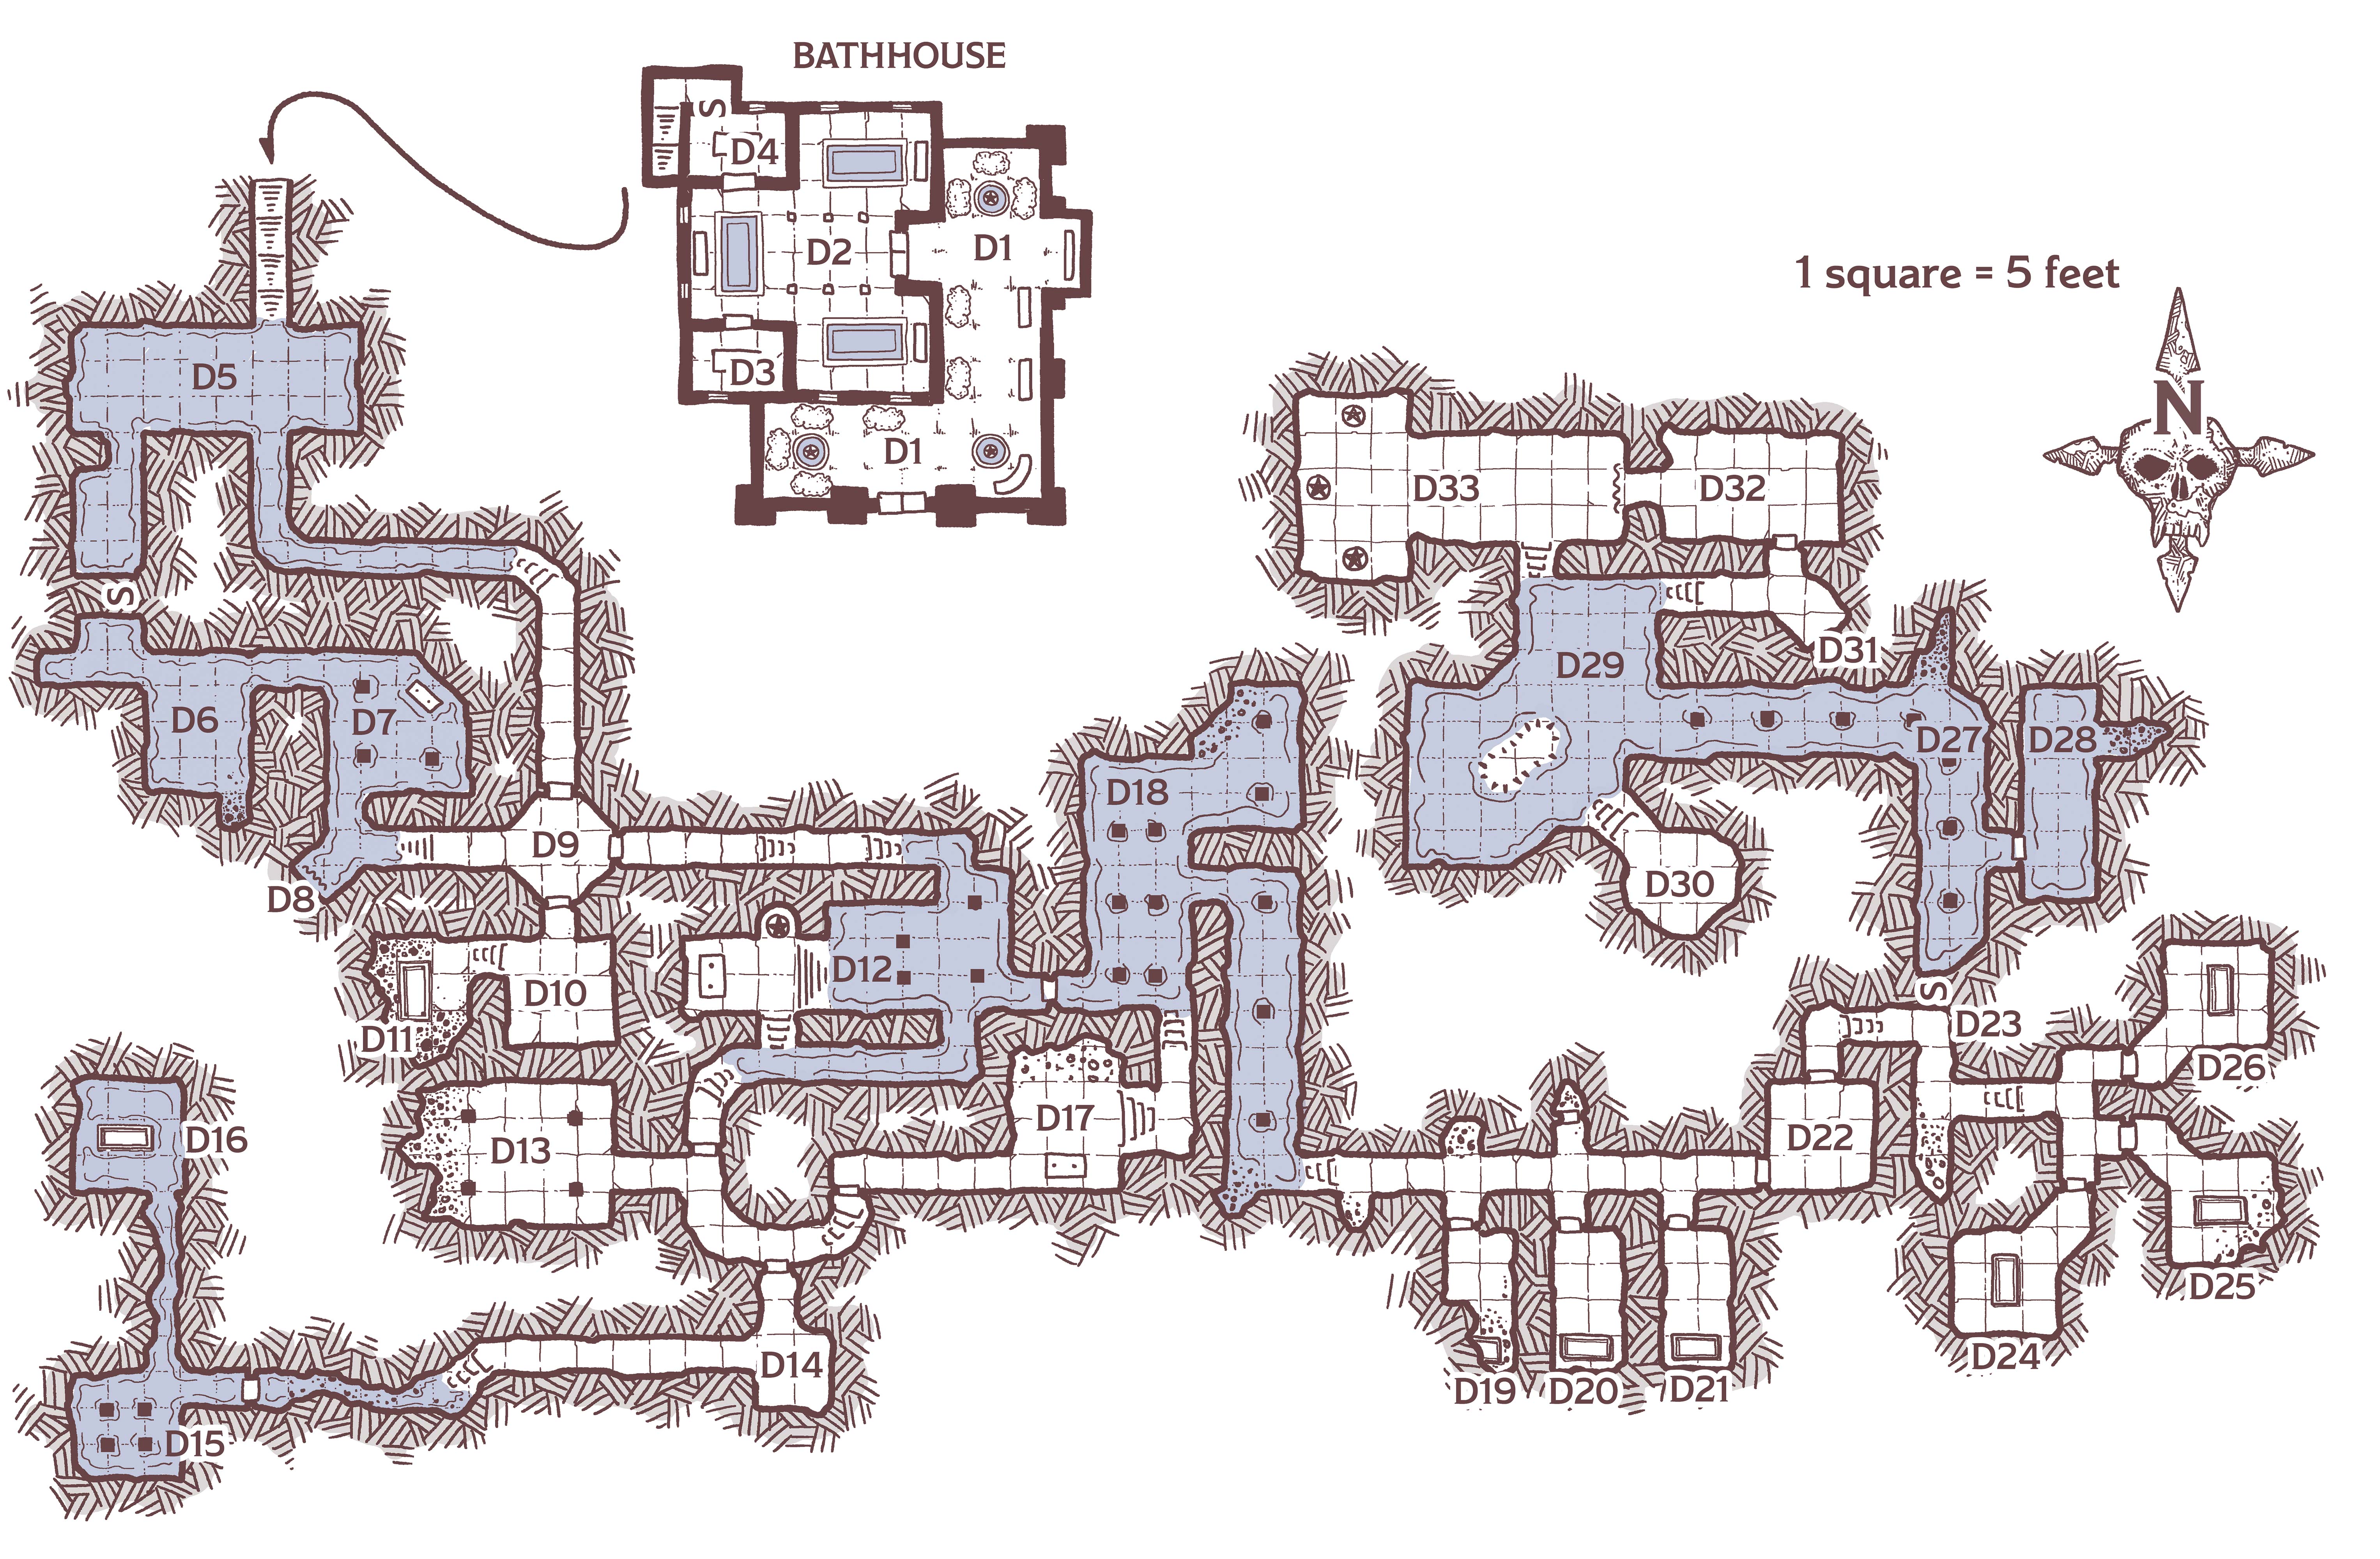 BATHHOUSE
S
D4
D2
D1
D3
D1
1 square = 5 feet
N
D5
S
D6
D7
D8
D9
D10
D11
D12
D13
D14
D15
D16
D17
D18
D19
D20
D21
D22
S
D23
D24
D25
D26
D27
D28
D29
D30
D31
D32
D33